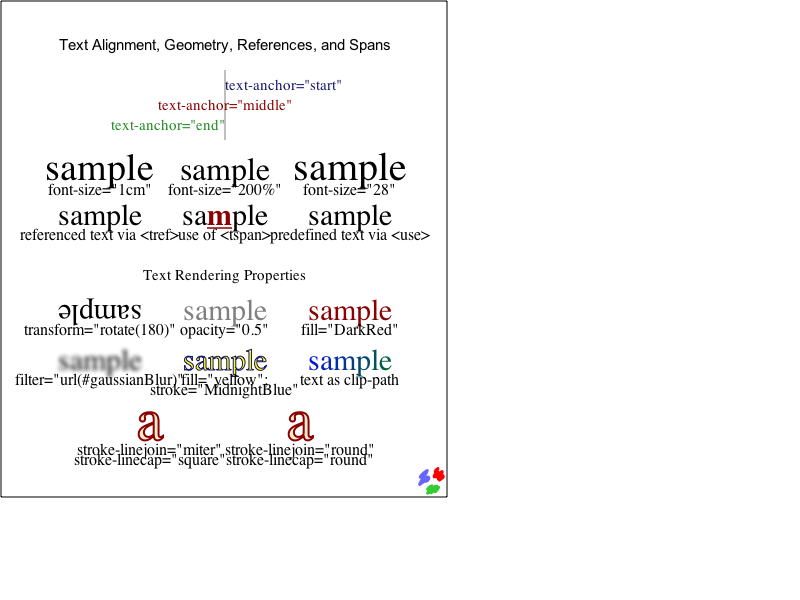 Text Alignment, Geometry, References, and Spans
text-anchor="start"
text-anchor="middle"
text-anchor="end"
sample sample sample
font-size="1cm" font-size="200%" font-size="28"
sample sample sample
referenced text via <tref> use of <tspan> predefined text via <use>
Text Rendering Properties
sample sample sample
transform="rotate(180)" opacity="0.5" fill="DarkRed"
sample sample sample
filter="url(#gaussianBlur)" fill="yellow"; text as clip-path
stroke="MidnightBlue"
a a
stroke-linejoin="miter" stroke-linejoin="round"
stroke-linecap="square" stroke-linecap="round"